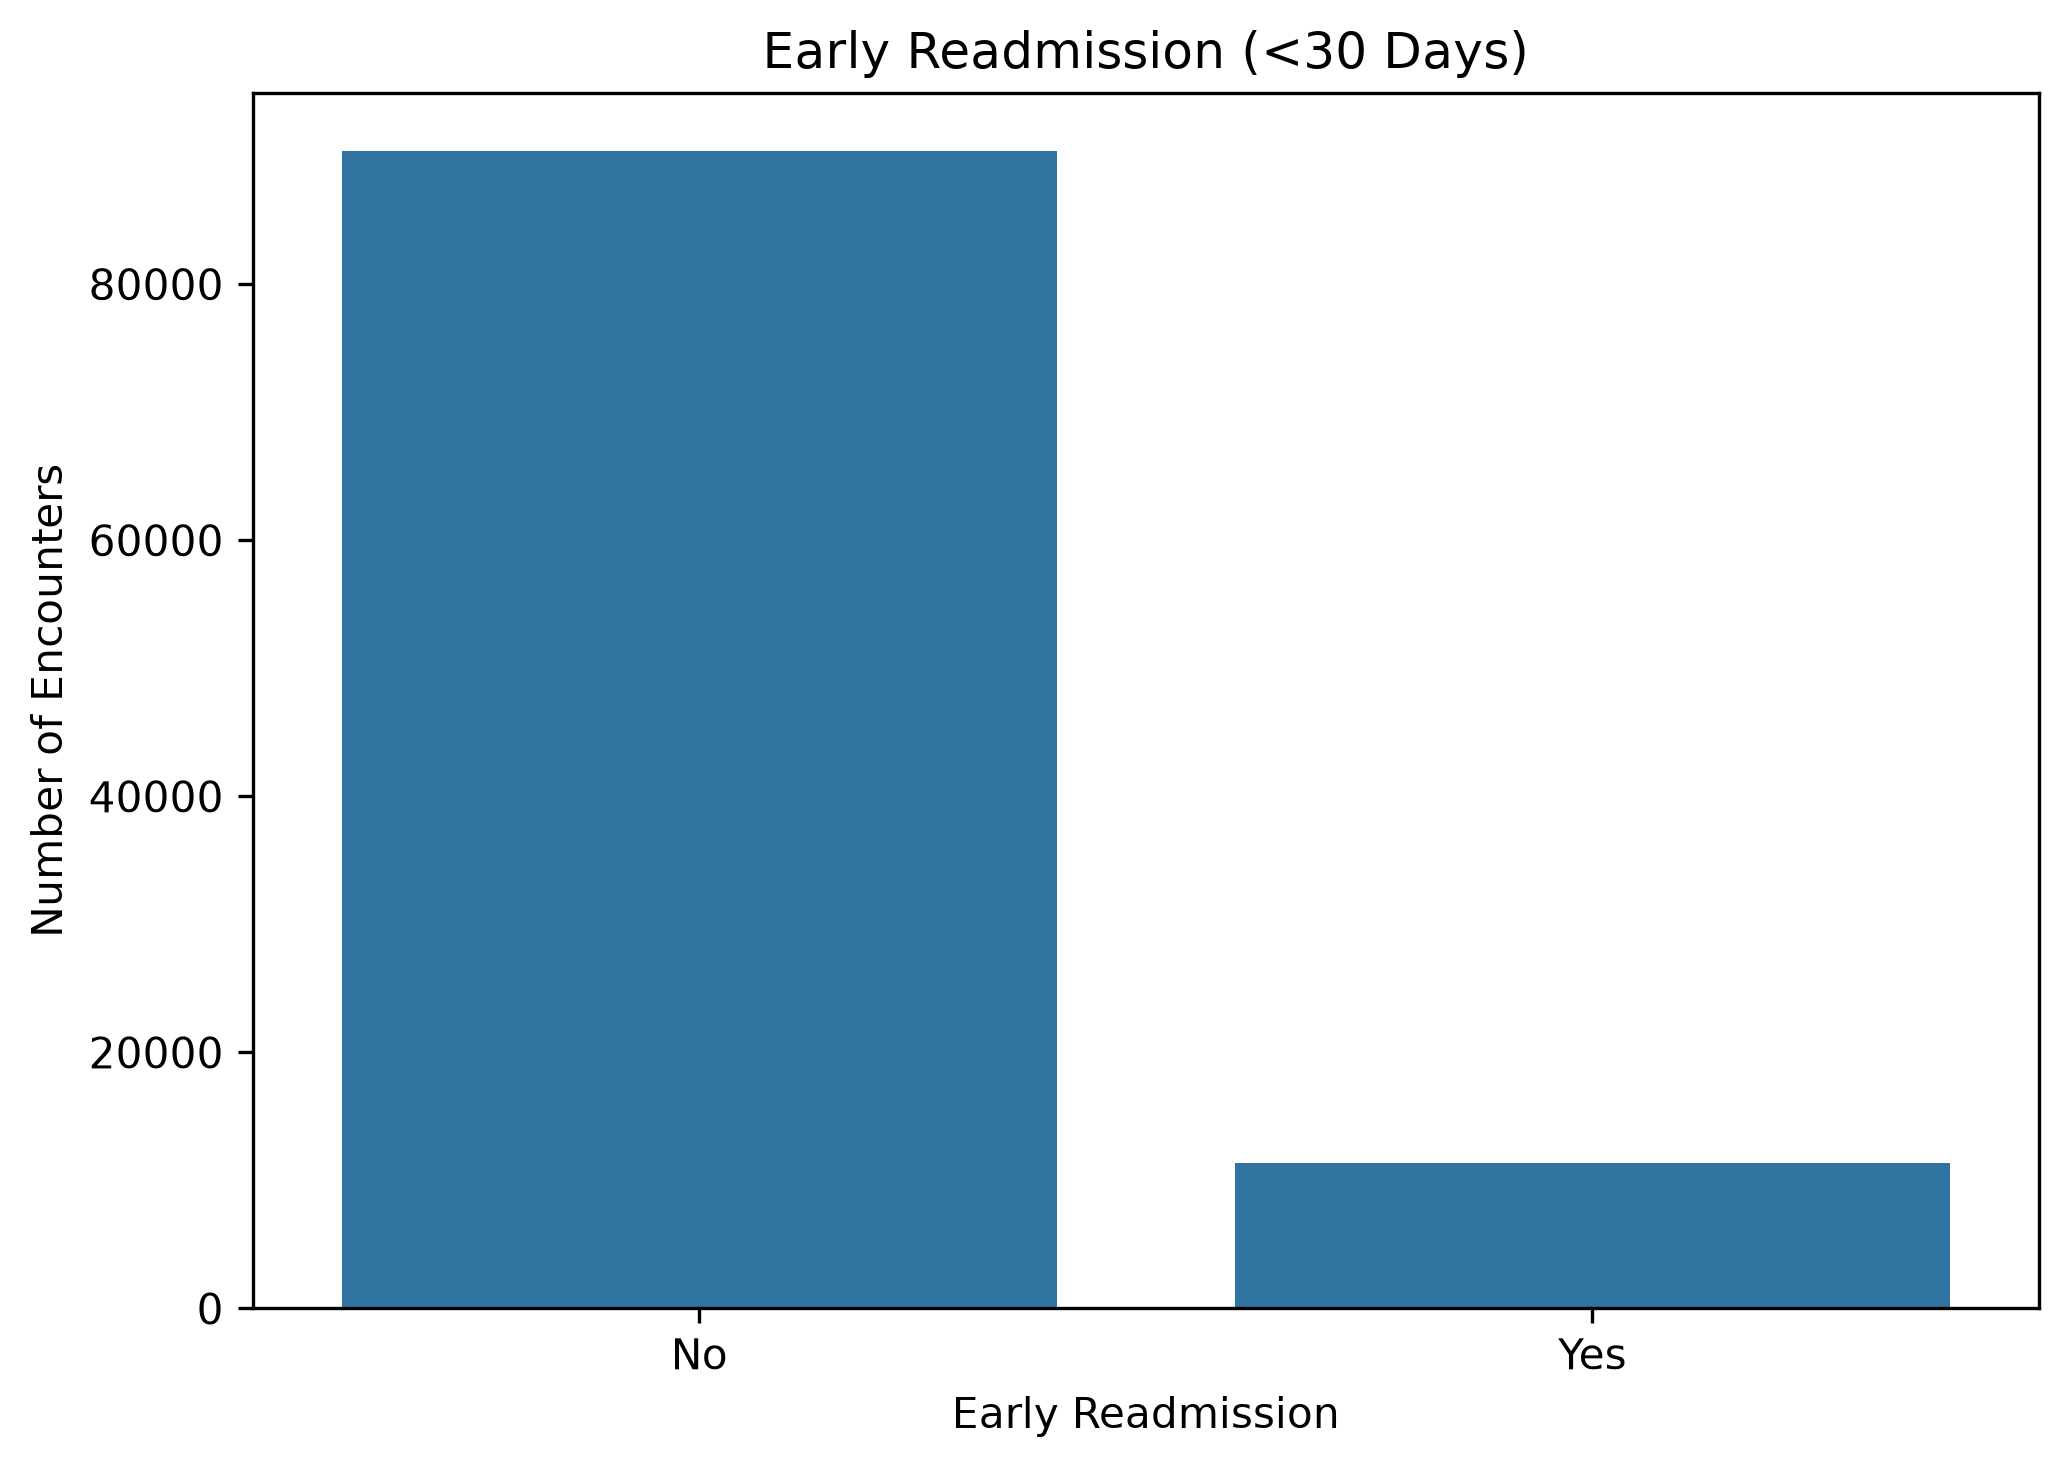 Early Readmission (<30 Days)
Number of Encounters
80000
60000
40000
20000
0
No
Yes
Early Readmission